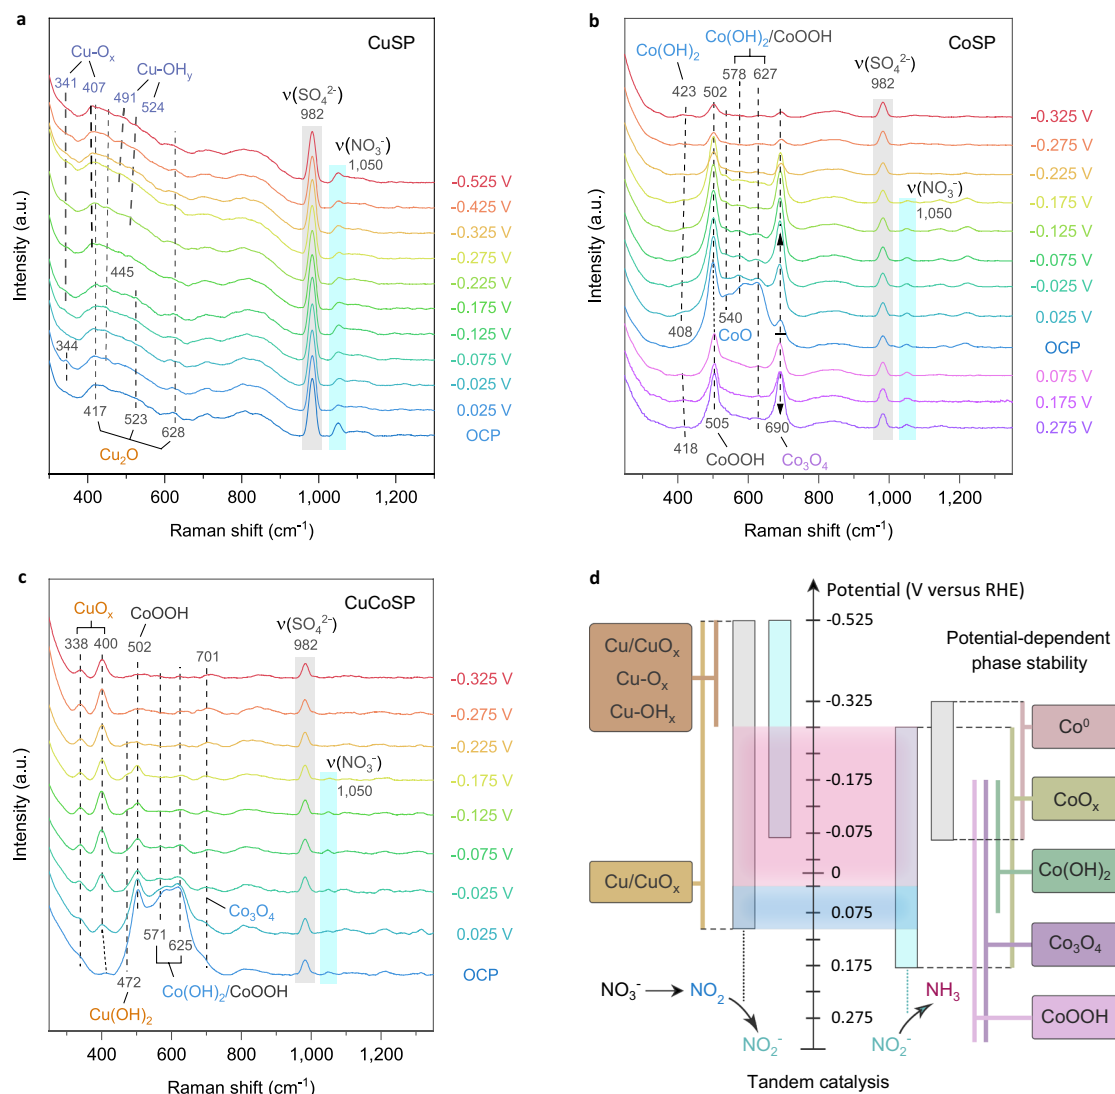 a
CuSP
Cu-Oₓ
341
407
Cu-OHᵧ
491
524
ν(SO₄²⁻)
982
ν(NO₃⁻)
1,050
-0.525 V
-0.425 V
-0.325 V
-0.275 V
-0.225 V
-0.175 V
-0.125 V
-0.075 V
-0.025 V
0.025 V
OCP
445
344
417
523
628
Cu₂O
Intensity (a.u.)
400
600
800
1,000
1,200
Raman shift (cm⁻¹)
b
CoSP
Co(OH)₂
423
502
Co(OH)₂/CoOOH
578
627
ν(SO₄²⁻)
982
ν(NO₃⁻)
1,050
-0.325 V
-0.275 V
-0.225 V
-0.175 V
-0.125 V
-0.075 V
-0.025 V
0.025 V
OCP
0.075 V
0.175 V
0.275 V
408
540
CoO
418
505
CoOOH
690
Co₃O₄
Intensity (a.u.)
400
600
800
1,000
1,200
Raman shift (cm⁻¹)
c
CuCoSP
CuOₓ
338
400
CoOOH
502
701
ν(SO₄²⁻)
982
ν(NO₃⁻)
1,050
-0.325 V
-0.275 V
-0.225 V
-0.175 V
-0.125 V
-0.075 V
-0.025 V
0.025 V
OCP
Co₃O₄
571
625
472
Co(OH)₂/CoOOH
Cu(OH)₂
Intensity (a.u.)
400
600
800
1,000
1,200
Raman shift (cm⁻¹)
d
Potential (V versus RHE)
-0.525
-0.325
-0.175
-0.075
0
0.075
0.175
0.275
Cu/CuOₓ
Cu-Oₓ
Cu-OHₓ
Cu/CuOₓ
Potential-dependent
phase stability
Co⁰
CoOₓ
Co(OH)₂
Co₃O₄
CoOOH
NO₃⁻
NO₂
NO₂⁻
NH₃
NO₂⁻
Tandem catalysis